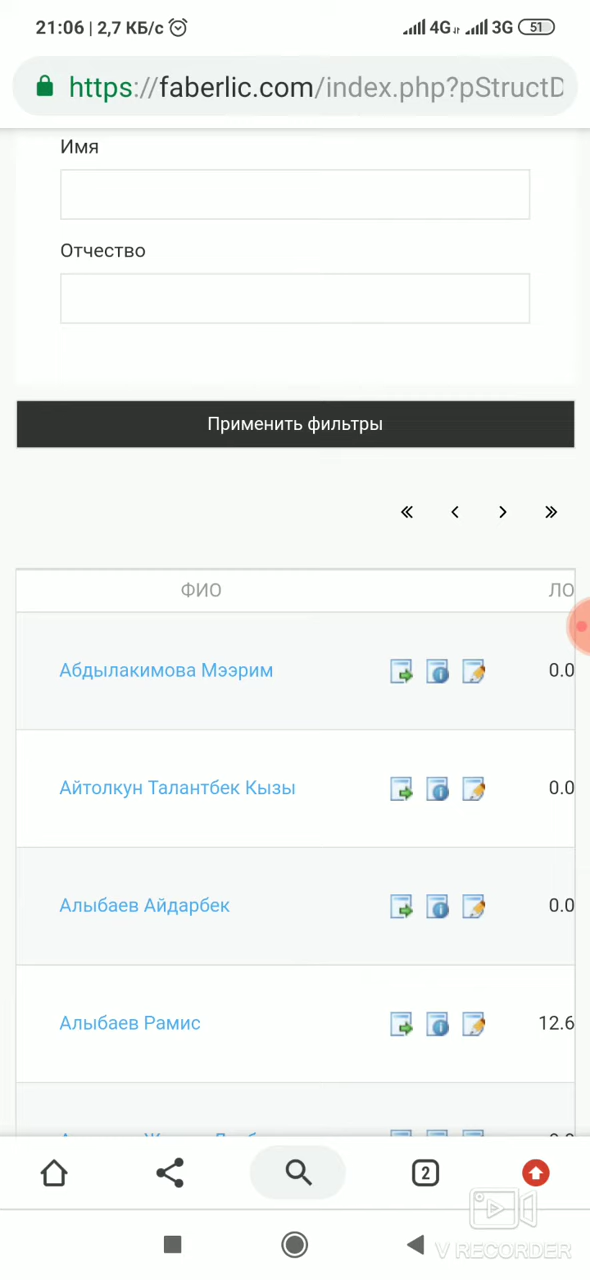 21:06 | 2,7 КБ/с 4G 3G 51
https://faberlic.com/index.php?pStructD
Имя
Отчество
Применить фильтры
ФИО ЛО
Абдылакимова Мээрим 0.0
Айтолкун Талантбек Кызы 0.0
Алыбаев Айдарбек 0.0
Алыбаев Рамис 12.6
2
V RECORDER